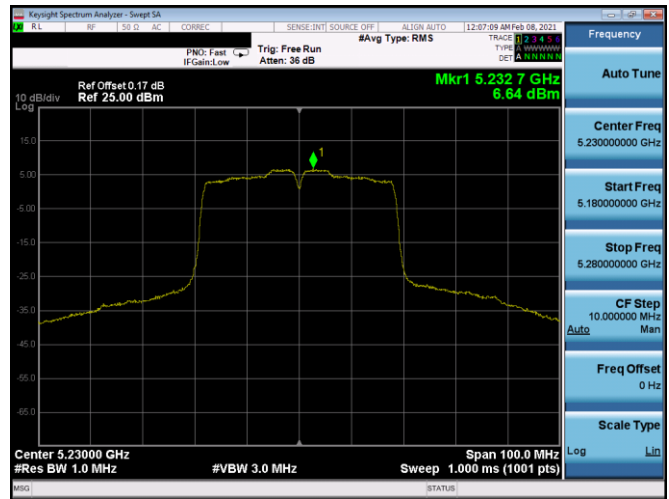 Keysight Spectrum Analyzer - Swept SA
RL RF 50 Ω AC CORREC SENSE:INT SOURCE OFF ALIGN AUTO 12:07:09 AM Feb 08, 2021
#Avg Type: RMS
TRACE 1 2 3 4 5 6
TYPE A WWWWW
DET A N N N N N
PNO: Fast
IFGain:Low
Trig: Free Run
Atten: 36 dB
Ref Offset 0.17 dB
Ref 25.00 dBm
10 dB/div
Log
Mkr1 5.232 7 GHz
6.64 dBm
15.0
5.00
-5.00
-15.0
-25.0
-35.0
-45.0
-55.0
-65.0
1
Center 5.23000 GHz
Span 100.0 MHz
#Res BW 1.0 MHz
#VBW 3.0 MHz
Sweep 1.000 ms (1001 pts)
MSG
STATUS
Frequency
Auto Tune
Center Freq
5.230000000 GHz
Start Freq
5.180000000 GHz
Stop Freq
5.280000000 GHz
CF Step
10.000000 MHz
Auto Man
Freq Offset
0 Hz
Scale Type
Log Lin